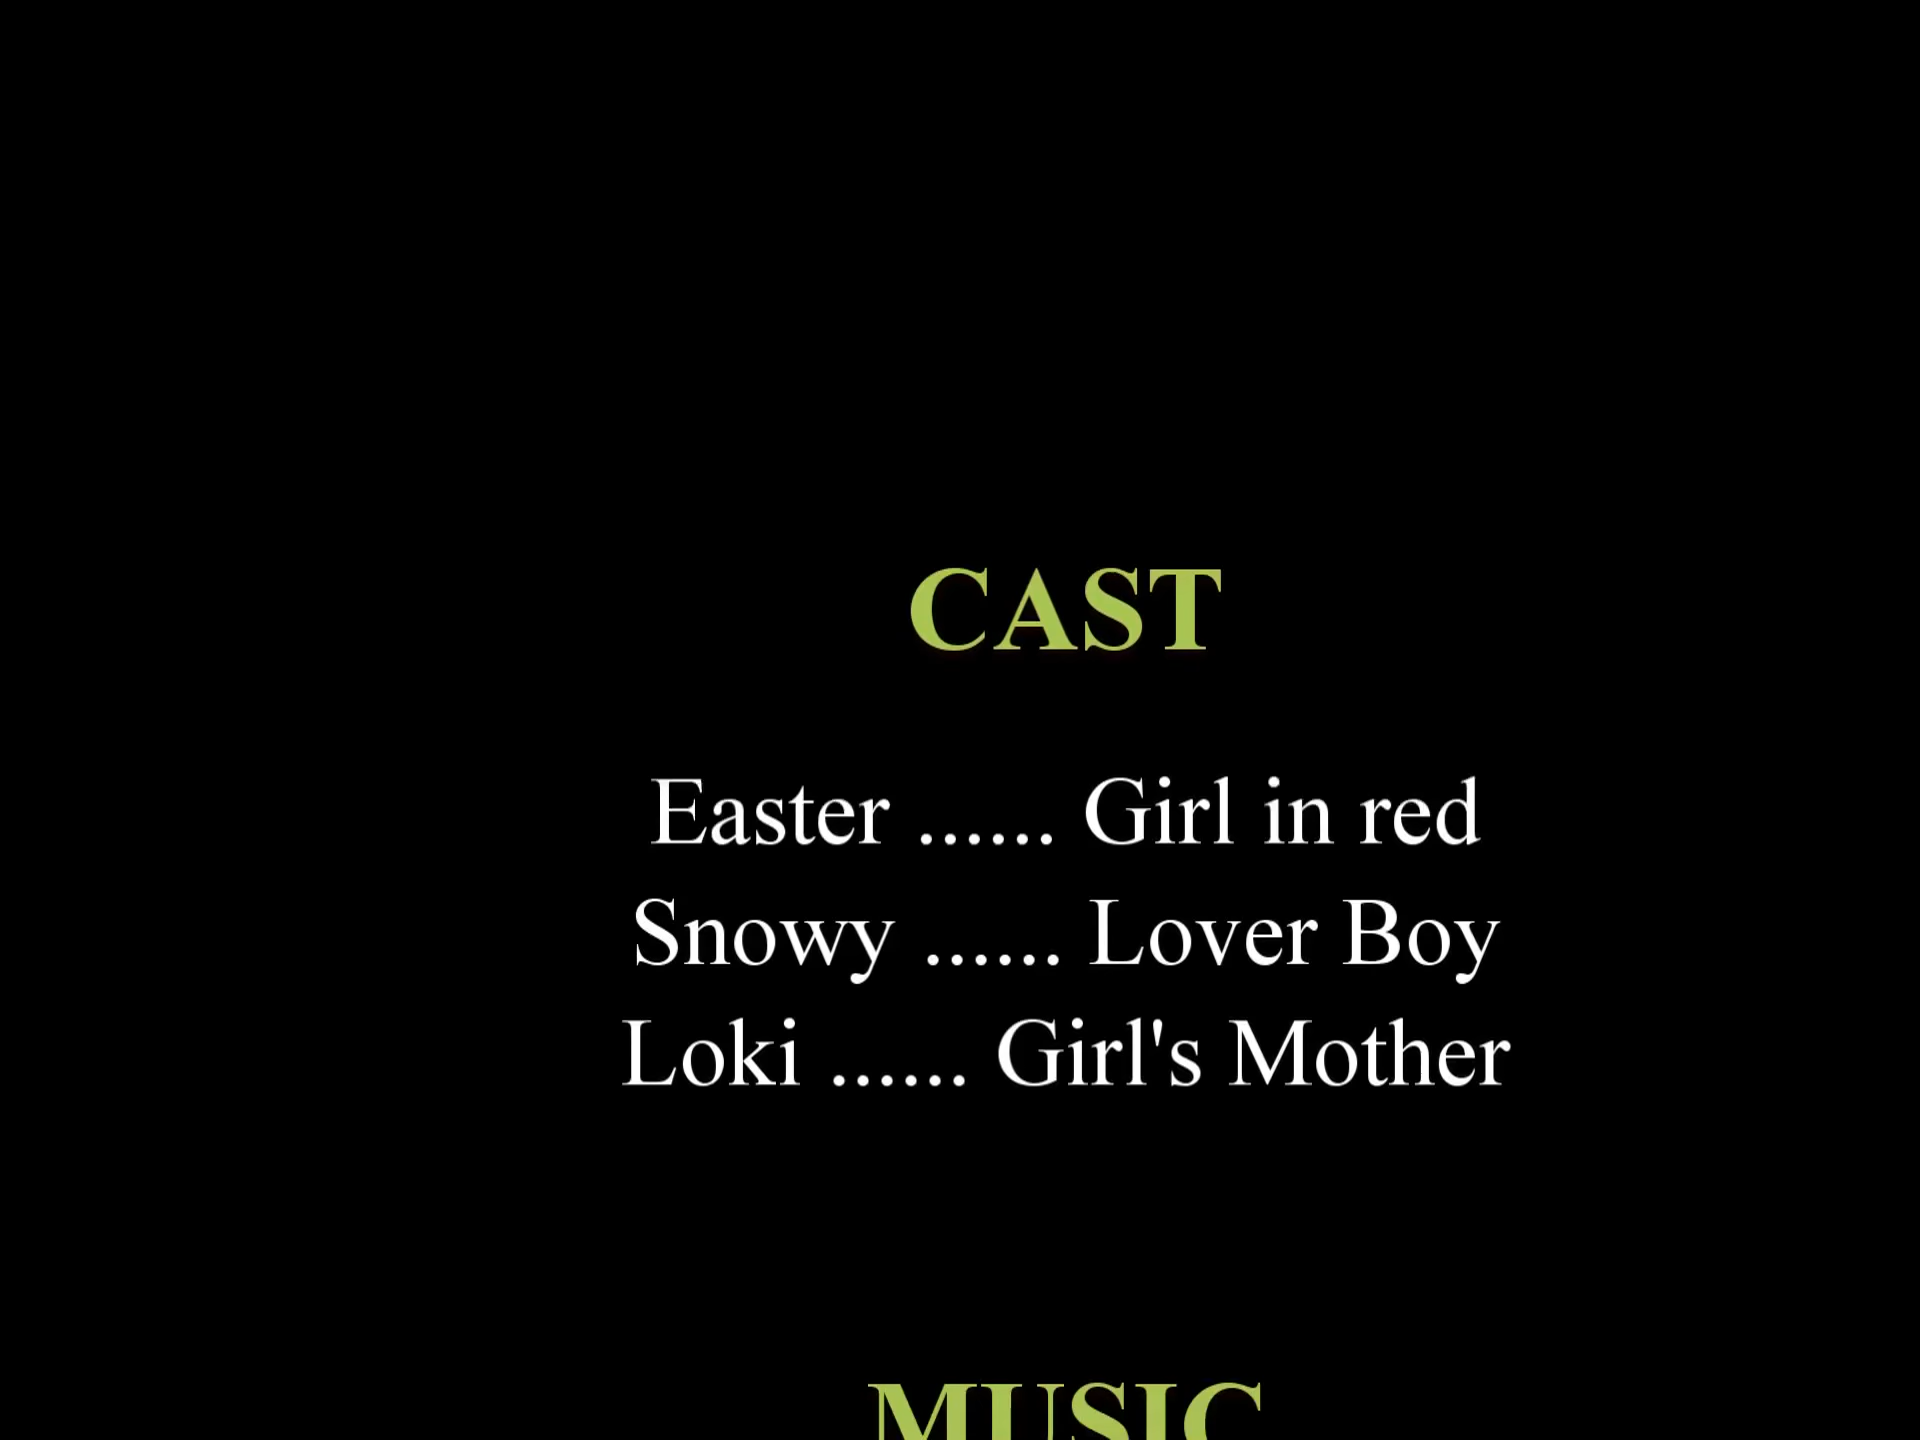 CAST
Easter ...... Girl in red
Snowy ...... Lover Boy
Loki ...... Girl's Mother
MUSIC